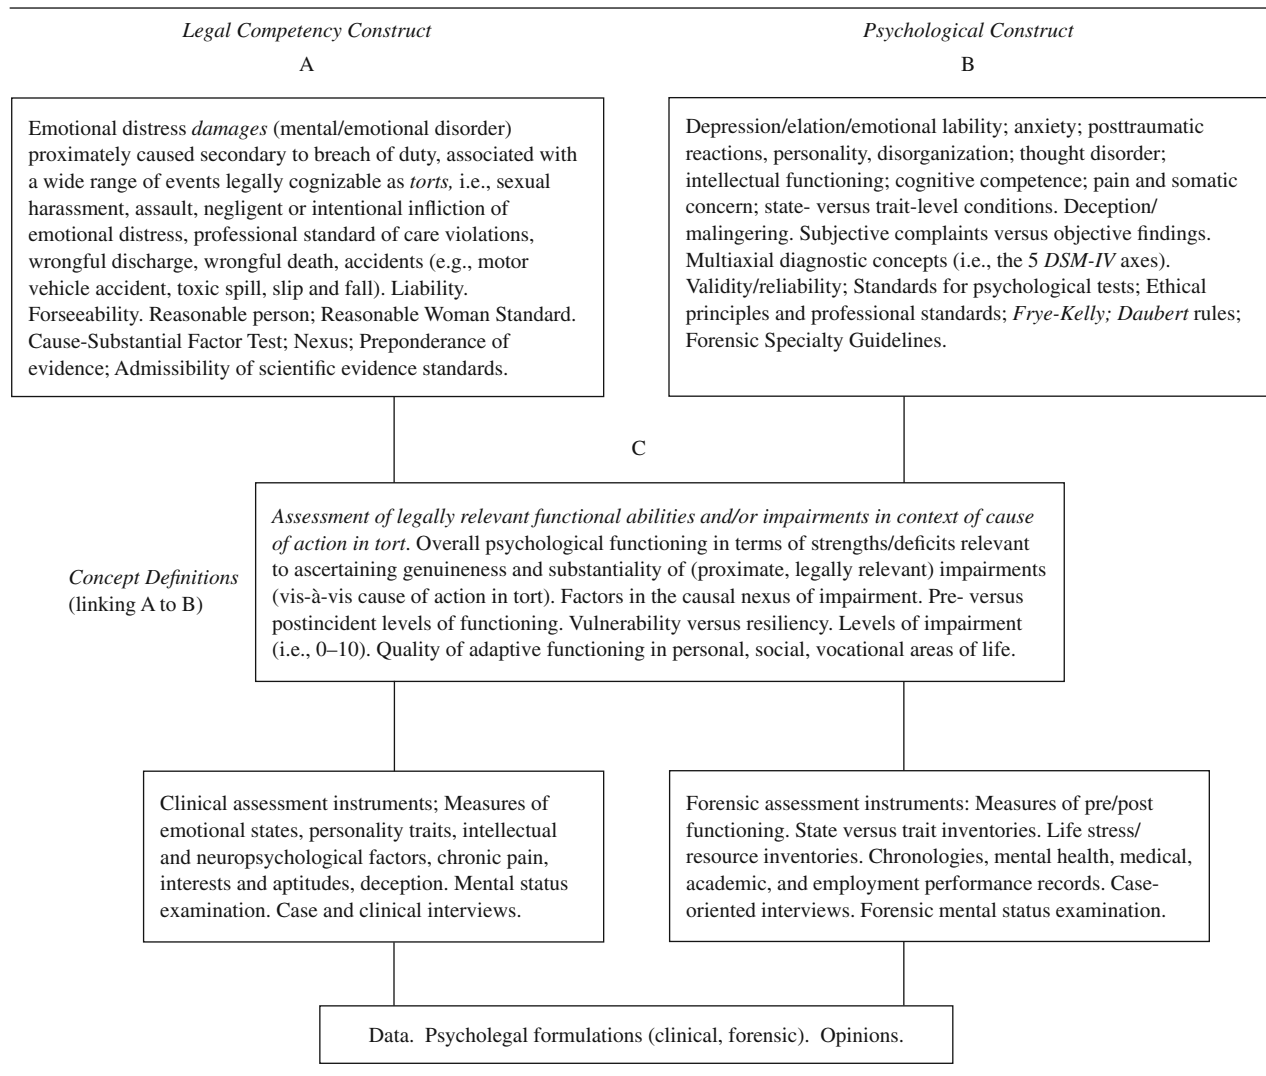 Legal Competency Construct
A
Psychological Construct
B
Emotional distress damages (mental/emotional disorder)
proximately caused secondary to breach of duty, associated with
a wide range of events legally cognizable as torts, i.e., sexual
harassment, assault, negligent or intentional infliction of
emotional distress, professional standard of care violations,
wrongful discharge, wrongful death, accidents (e.g., motor
vehicle accident, toxic spill, slip and fall). Liability.
Forseeability. Reasonable person; Reasonable Woman Standard.
Cause-Substantial Factor Test; Nexus; Preponderance of
evidence; Admissibility of scientific evidence standards.
Depression/elation/emotional lability; anxiety; posttraumatic
reactions, personality, disorganization; thought disorder;
intellectual functioning; cognitive competence; pain and somatic
concern; state- versus trait-level conditions. Deception/
malingering. Subjective complaints versus objective findings.
Multiaxial diagnostic concepts (i.e., the 5 DSM-IV axes).
Validity/reliability; Standards for psychological tests; Ethical
principles and professional standards; Frye-Kelly; Daubert rules;
Forensic Specialty Guidelines.
C
Concept Definitions
(linking A to B)
Assessment of legally relevant functional abilities and/or impairments in context of cause
of action in tort. Overall psychological functioning in terms of strengths/deficits relevant
to ascertaining genuineness and substantiality of (proximate, legally relevant) impairments
(vis-à-vis cause of action in tort). Factors in the causal nexus of impairment. Pre- versus
postincident levels of functioning. Vulnerability versus resiliency. Levels of impairment
(i.e., 0–10). Quality of adaptive functioning in personal, social, vocational areas of life.
Clinical assessment instruments; Measures of
emotional states, personality traits, intellectual
and neuropsychological factors, chronic pain,
interests and aptitudes, deception. Mental status
examination. Case and clinical interviews.
Forensic assessment instruments: Measures of pre/post
functioning. State versus trait inventories. Life stress/
resource inventories. Chronologies, mental health, medical,
academic, and employment performance records. Case-
oriented interviews. Forensic mental status examination.
Data. Psycholegal formulations (clinical, forensic). Opinions.